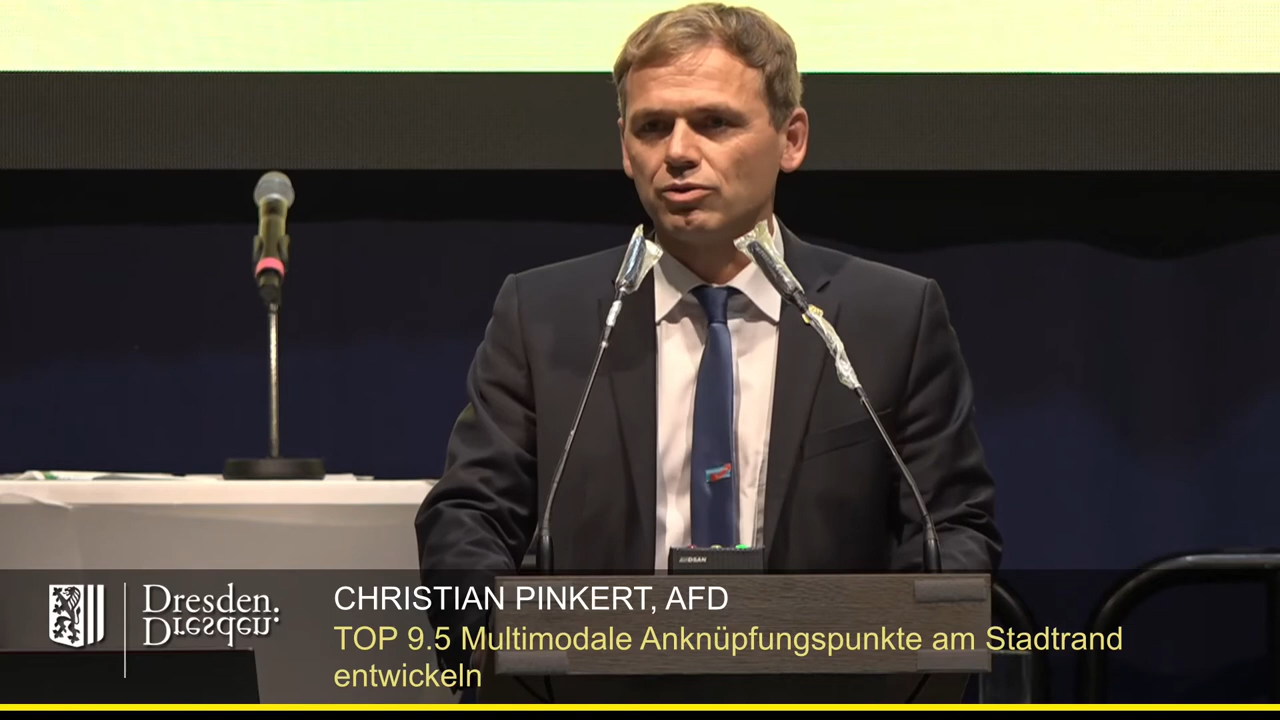 Dresden.
Dresden.
CHRISTIAN PINKERT, AFD
TOP 9.5 Multimodale Anknüpfungspunkte am Stadtrand
entwickeln